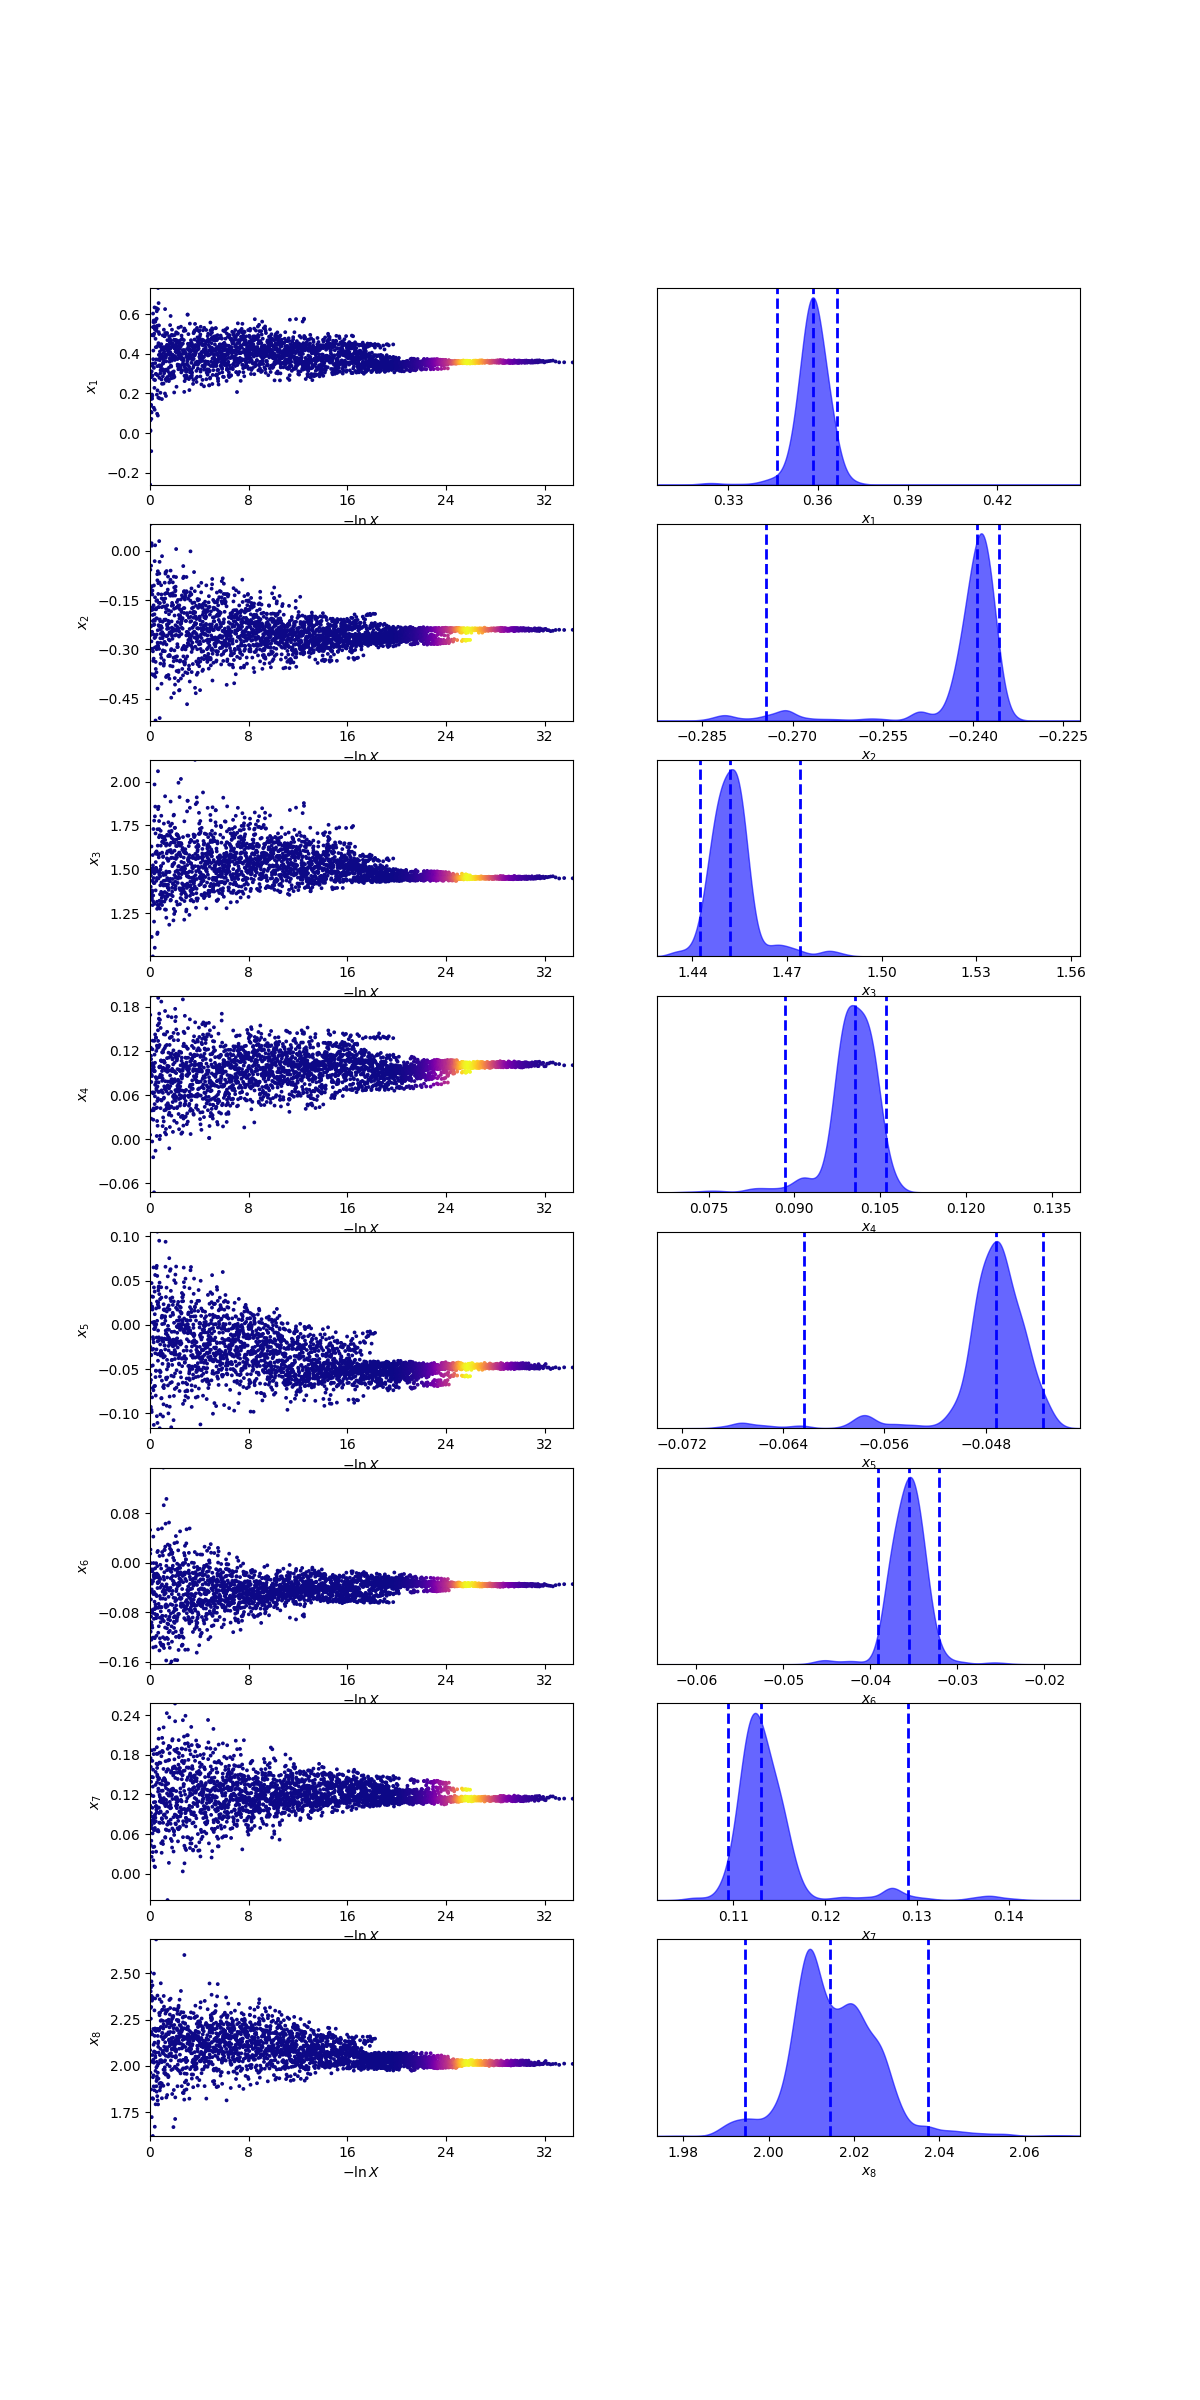 0.6
0.4
0.2
0.0
−0.2
x₁
0 8 16 24 32
−ln X
0.33 0.36 0.39 0.42
x₁
0.00
−0.15
−0.30
−0.45
x₂
0 8 16 24 32
−ln X
−0.285 −0.270 −0.255 −0.240 −0.225
x₂
2.00
1.75
1.50
1.25
x₃
0 8 16 24 32
−ln X
1.44 1.47 1.50 1.53 1.56
x₃
0.18
0.12
0.06
0.00
−0.06
x₄
0 8 16 24 32
−ln X
0.075 0.090 0.105 0.120 0.135
x₄
0.10
0.05
0.00
−0.05
−0.10
x₅
0 8 16 24 32
−ln X
−0.072 −0.064 −0.056 −0.048
x₅
0.08
0.00
−0.08
−0.16
x₆
0 8 16 24 32
−ln X
−0.06 −0.05 −0.04 −0.03 −0.02
x₆
0.24
0.18
0.12
0.06
0.00
x₇
0 8 16 24 32
−ln X
0.11 0.12 0.13 0.14
x₇
2.50
2.25
2.00
1.75
x₈
0 8 16 24 32
−ln X
1.98 2.00 2.02 2.04 2.06
x₈